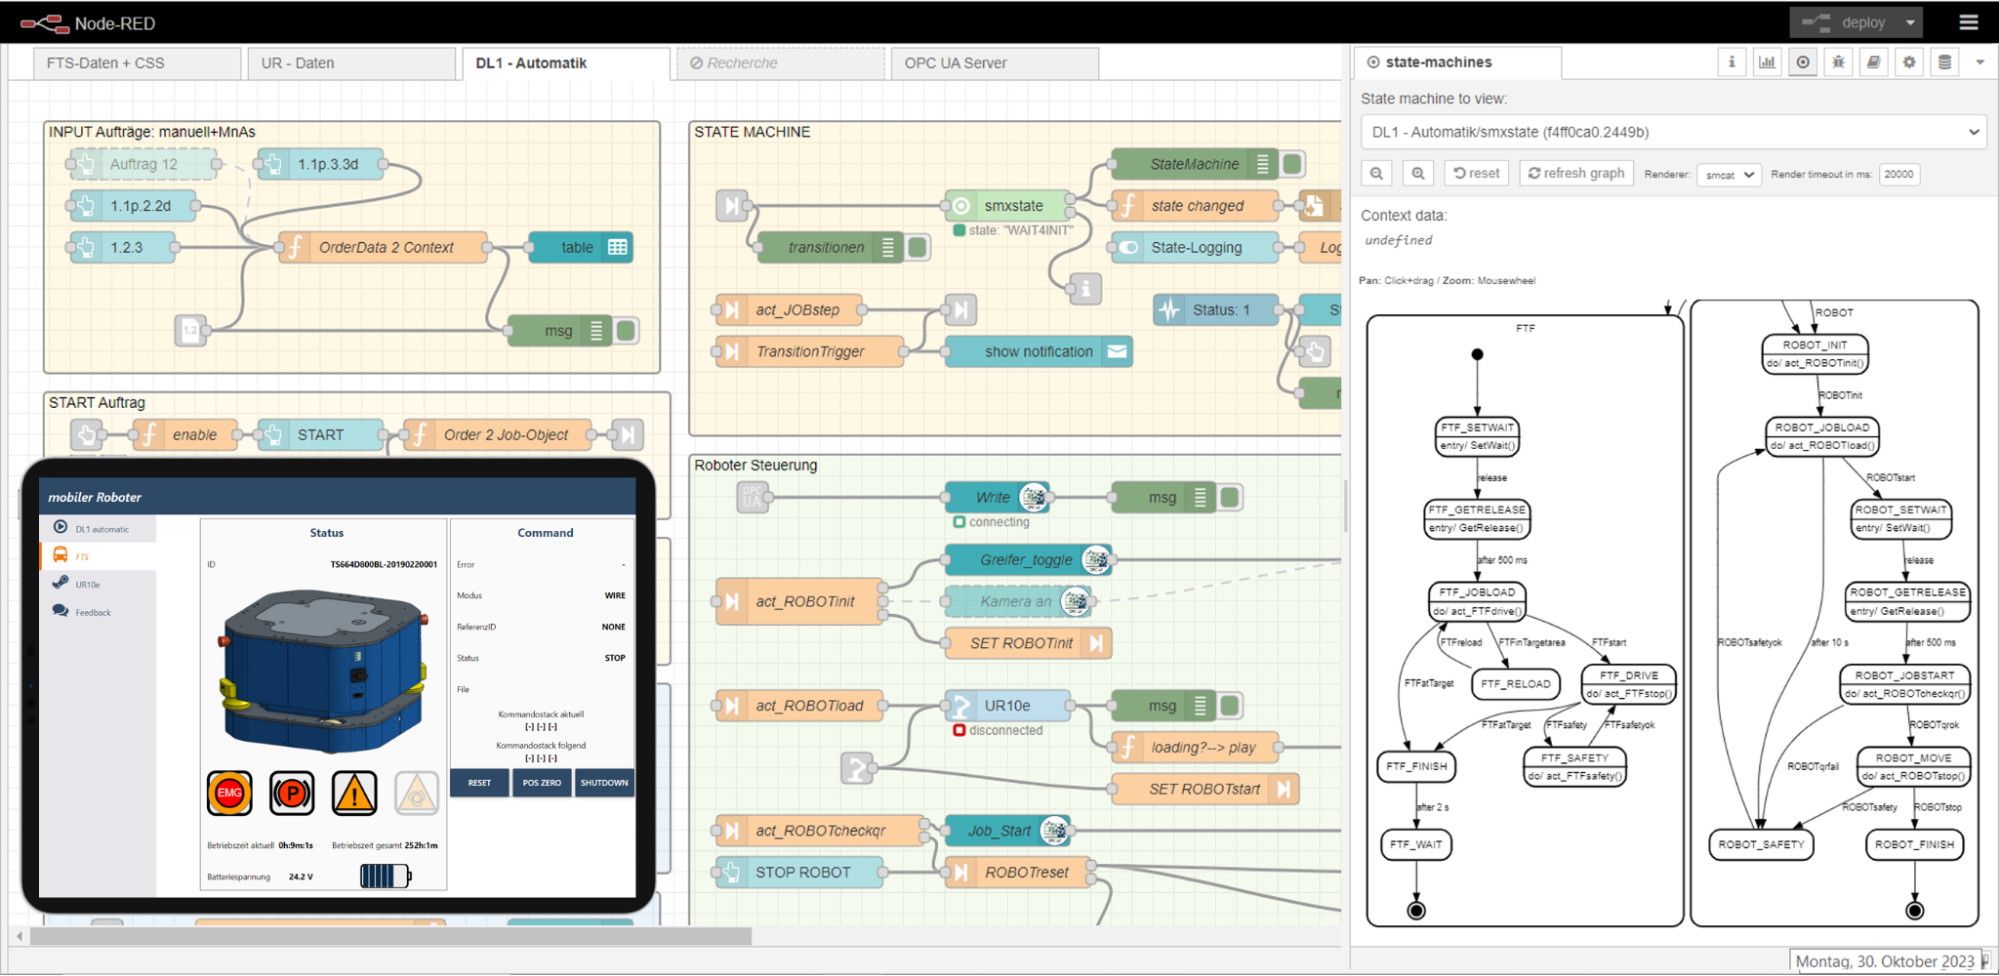 Node-RED
deploy
FTS-Daten + CSS
UR - Daten
DL1 - Automatik
Recherche
OPC UA Server
state-machines
INPUT Aufträge: manuell+MnAs
Auftrag 12
1.1p.3.3d
1.1p.2.2d
1.2.3
OrderData 2 Context
table
1,2
msg
START Auftrag
enable
START
Order 2 Job-Object
STATE MACHINE
StateMachine
smxstate
state: "WAIT4INIT"
state changed
transitionen
State-Logging
Log
act_JOBstep
Status: 1
St
TransitionTrigger
show notification
Roboter Steuerung
OPC UA
Write
connecting
msg
Greifer_toggle
act_ROBOTinit
Kamera an
SET ROBOTinit
act_ROBOTload
UR10e
disconnected
msg
loading?--> play
SET ROBOTstart
act_ROBOTcheckqr
Job_Start
STOP ROBOT
ROBOTreset
mobiler Roboter
DL1 automatic
FTS
UR10e
Feedback
Status
ID
TS664D800BL-20190220001
EMG
P
Betriebszeit aktuell 0h:9m:1s
Betriebszeit gesamt 252h:1m
Batteriespannung
24.2 V
Command
Error
-
Modus
WIRE
ReferenzID
NONE
Status
STOP
File
Kommandostack aktuell
[-] [-] [-]
Kommandostack folgend
[-] [-] [-]
RESET
POS ZERO
SHUTDOWN
State machine to view:
DL1 - Automatik/smxstate (f4ff0ca0.2449b)
reset
refresh graph
Renderer:
smcat
Render timeout in ms:
20000
Context data:
undefined
Pan: Click+drag / Zoom: Mousewheel
FTF
FTF_SETWAIT
entry/ SetWait()
release
FTF_GETRELEASE
entry/ GetRelease()
after 500 ms
FTF_JOBLOAD
do/ act_FTFdrive()
FTFreload
FTFinTargetarea
FTFstart
FTFatTarget
FTF_RELOAD
FTF_DRIVE
do/ act_FTFstop()
FTFatTarget
FTFsafety
FTFsafetyok
FTF_FINISH
FTF_SAFETY
do/ act_FTFsafety()
after 2 s
FTF_WAIT
ROBOT
ROBOT_INIT
do/ act_ROBOTinit()
ROBOTinit
ROBOT_JOBLOAD
do/ act_ROBOTload()
ROBOTstart
ROBOT_SETWAIT
entry/ SetWait()
release
ROBOT_GETRELEASE
entry/ GetRelease()
ROBOTsafetyok
after 10 s
after 500 ms
ROBOT_JOBSTART
do/ act_ROBOTcheckqr()
ROBOTqrok
ROBOTqrfail
ROBOT_MOVE
do/ act_ROBOTstop()
ROBOTsafety
ROBOTstop
ROBOT_SAFETY
ROBOT_FINISH
Montag, 30. Oktober 2023